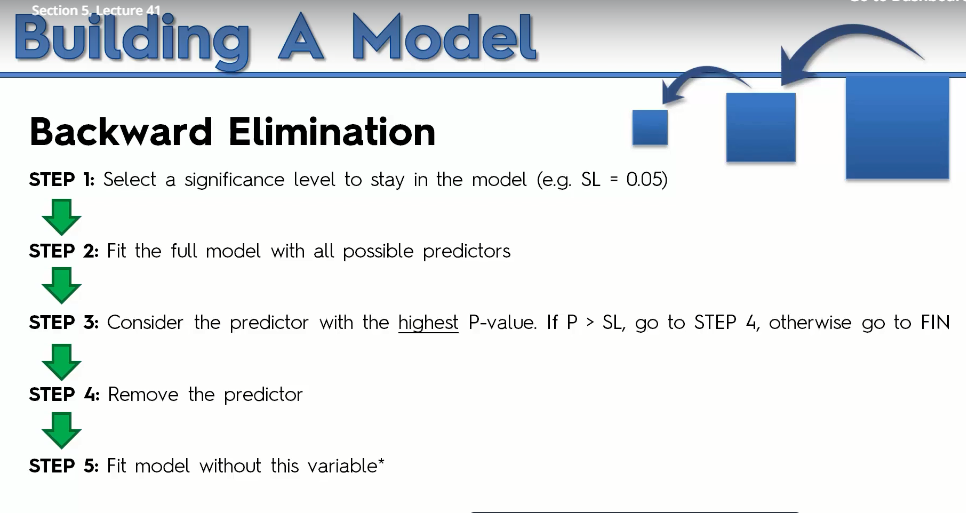 Section 5, Lecture 41
Building A Model
Backward Elimination
STEP 1: Select a significance level to stay in the model (e.g. SL = 0.05)
STEP 2: Fit the full model with all possible predictors
STEP 3: Consider the predictor with the highest P-value. If P > SL, go to STEP 4, otherwise go to FIN
STEP 4: Remove the predictor
STEP 5: Fit model without this variable*